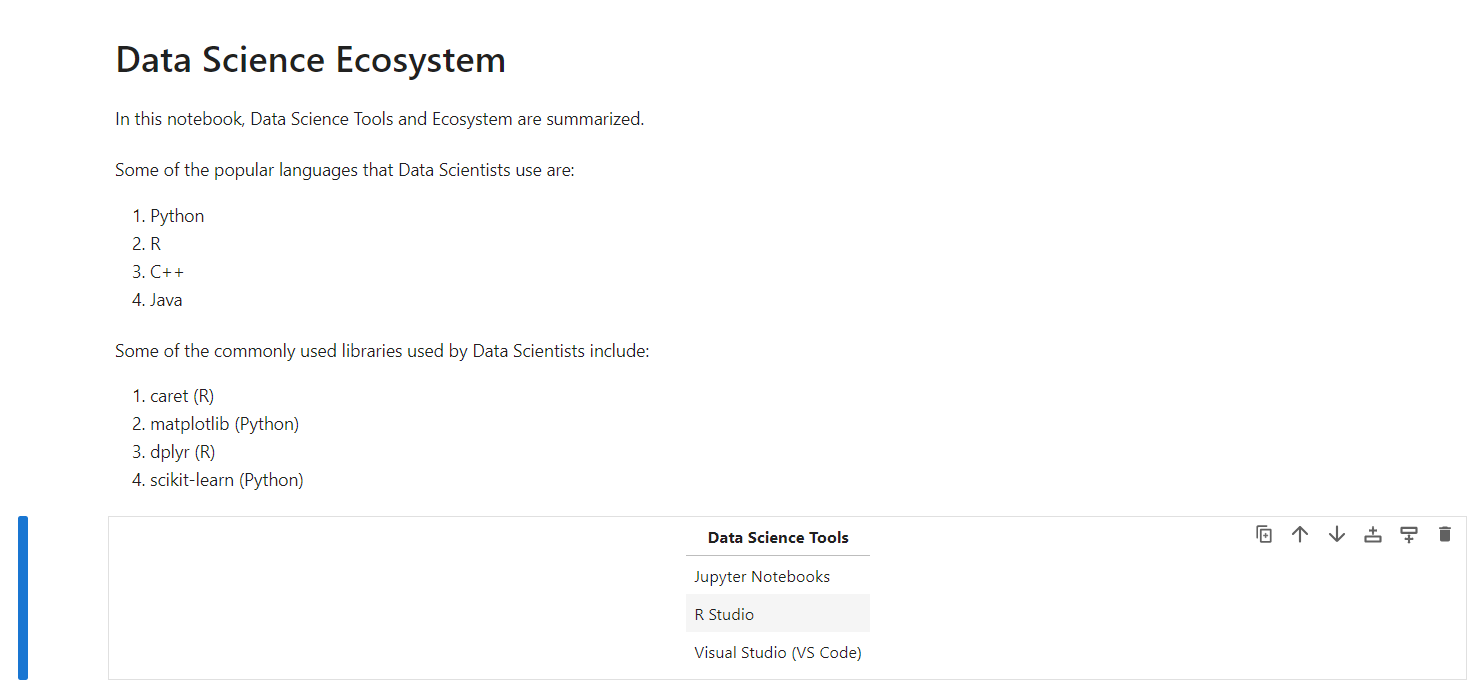 Data Science Ecosystem
In this notebook, Data Science Tools and Ecosystem are summarized.
Some of the popular languages that Data Scientists use are:
1. Python
2. R
3. C++
4. Java
Some of the commonly used libraries used by Data Scientists include:
1. caret (R)
2. matplotlib (Python)
3. dplyr (R)
4. scikit-learn (Python)
Data Science Tools
Jupyter Notebooks
R Studio
Visual Studio (VS Code)